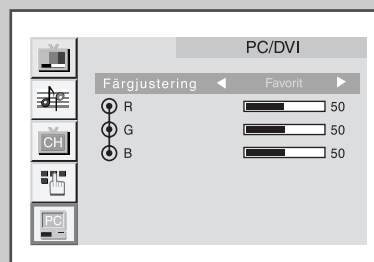 PC/DVI
Färgjustering Favorit
R 50
G 50
B 50
CH
PC